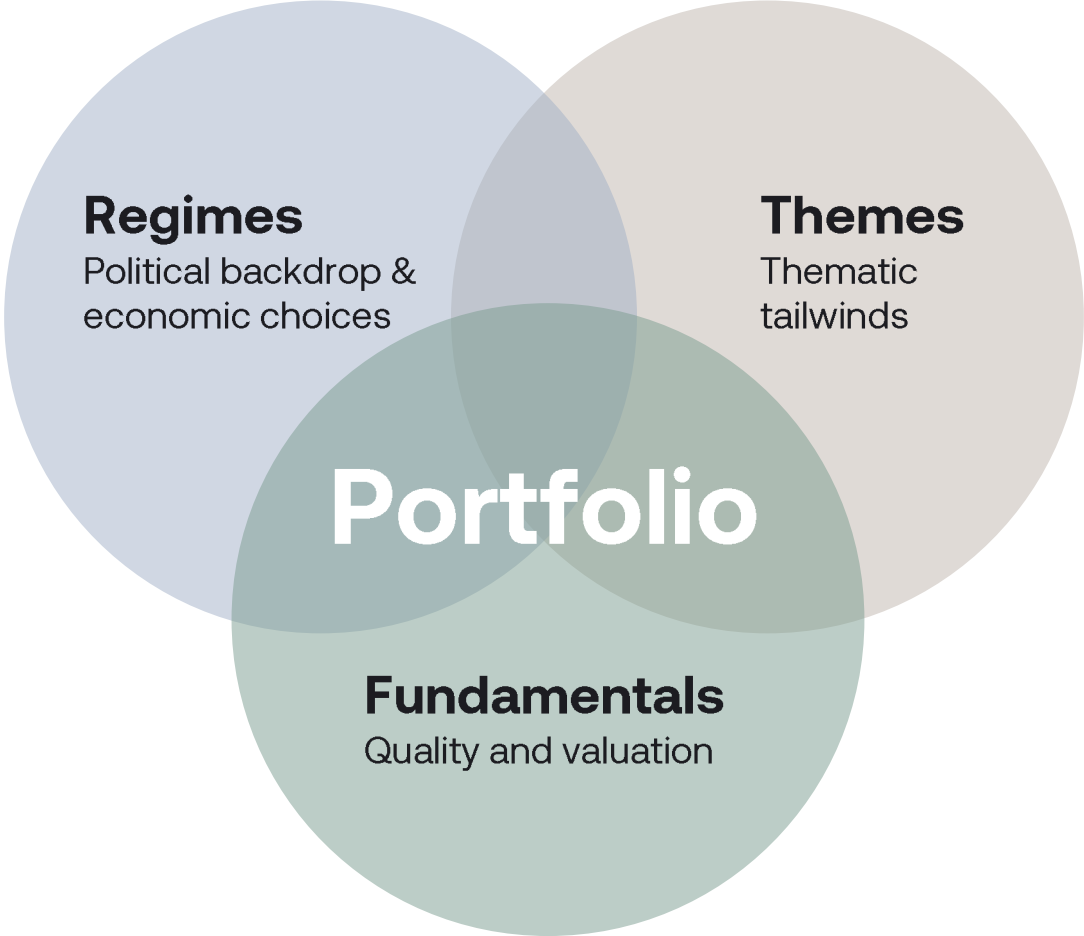 Regimes
Political backdrop &
economic choices
Themes
Thematic
tailwinds
Portfolio
Fundamentals
Quality and valuation